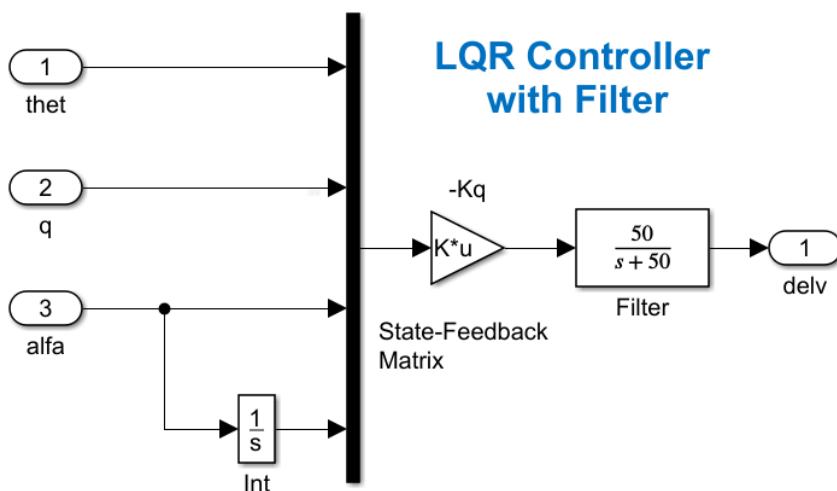 LQR Controller
with Filter
1
thet
2
q
3
alfa
1
s
Int
-Kq
K*u
State-Feedback
Matrix
50
s + 50
Filter
1
delv